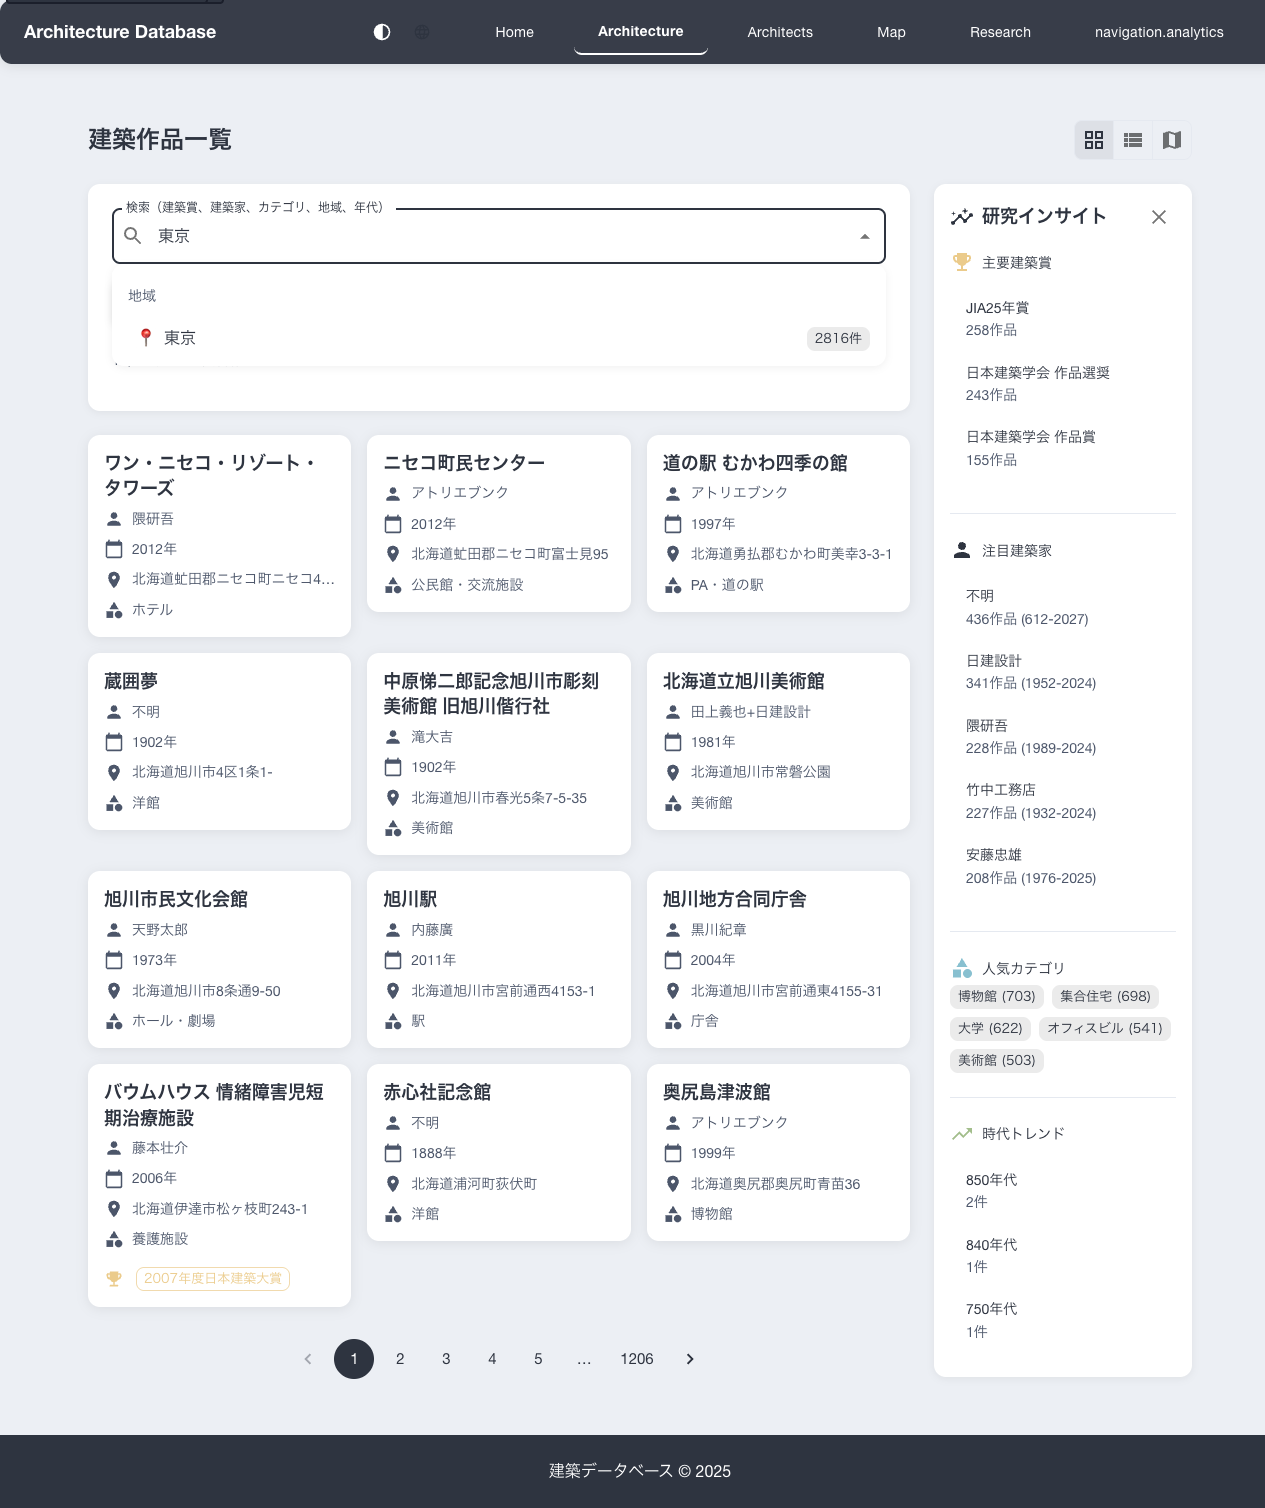 Architecture Database
Home
Architecture
Architects
Map
Research
navigation.analytics
建築作品一覧
検索（建築賞、建築家、カテゴリ、地域、年代）
東京
地域
東京
2816件
ワン・ニセコ・リゾート・
タワーズ
隈研吾
2012年
北海道虻田郡ニセコ町ニセコ4...
ホテル
ニセコ町民センター
アトリエブンク
2012年
北海道虻田郡ニセコ町富士見95
公民館・交流施設
道の駅 むかわ四季の館
アトリエブンク
1997年
北海道勇払郡むかわ町美幸3-3-1
PA・道の駅
蔵囲夢
不明
1902年
北海道旭川市4区1条1-
洋館
中原悌二郎記念旭川市彫刻
美術館 旧旭川偕行社
滝大吉
1902年
北海道旭川市春光5条7-5-35
美術館
北海道立旭川美術館
田上義也+日建設計
1981年
北海道旭川市常磐公園
美術館
旭川市民文化会館
天野太郎
1973年
北海道旭川市8条通9-50
ホール・劇場
旭川駅
内藤廣
2011年
北海道旭川市宮前通西4153-1
駅
旭川地方合同庁舎
黒川紀章
2004年
北海道旭川市宮前通東4155-31
庁舎
バウムハウス 情緒障害児短
期治療施設
藤本壮介
2006年
北海道伊達市松ヶ枝町243-1
養護施設
2007年度日本建築大賞
赤心社記念館
不明
1888年
北海道浦河町荻伏町
洋館
奥尻島津波館
アトリエブンク
1999年
北海道奥尻郡奥尻町青苗36
博物館
1 2 3 4 5 ... 1206
研究インサイト
主要建築賞
JIA25年賞
258作品
日本建築学会 作品選奨
243作品
日本建築学会 作品賞
155作品
注目建築家
不明
436作品 (612-2027)
日建設計
341作品 (1952-2024)
隈研吾
228作品 (1989-2024)
竹中工務店
227作品 (1932-2024)
安藤忠雄
208作品 (1976-2025)
人気カテゴリ
博物館 (703)
集合住宅 (698)
大学 (622)
オフィスビル (541)
美術館 (503)
時代トレンド
850年代
2件
840年代
1件
750年代
1件
建築データベース © 2025